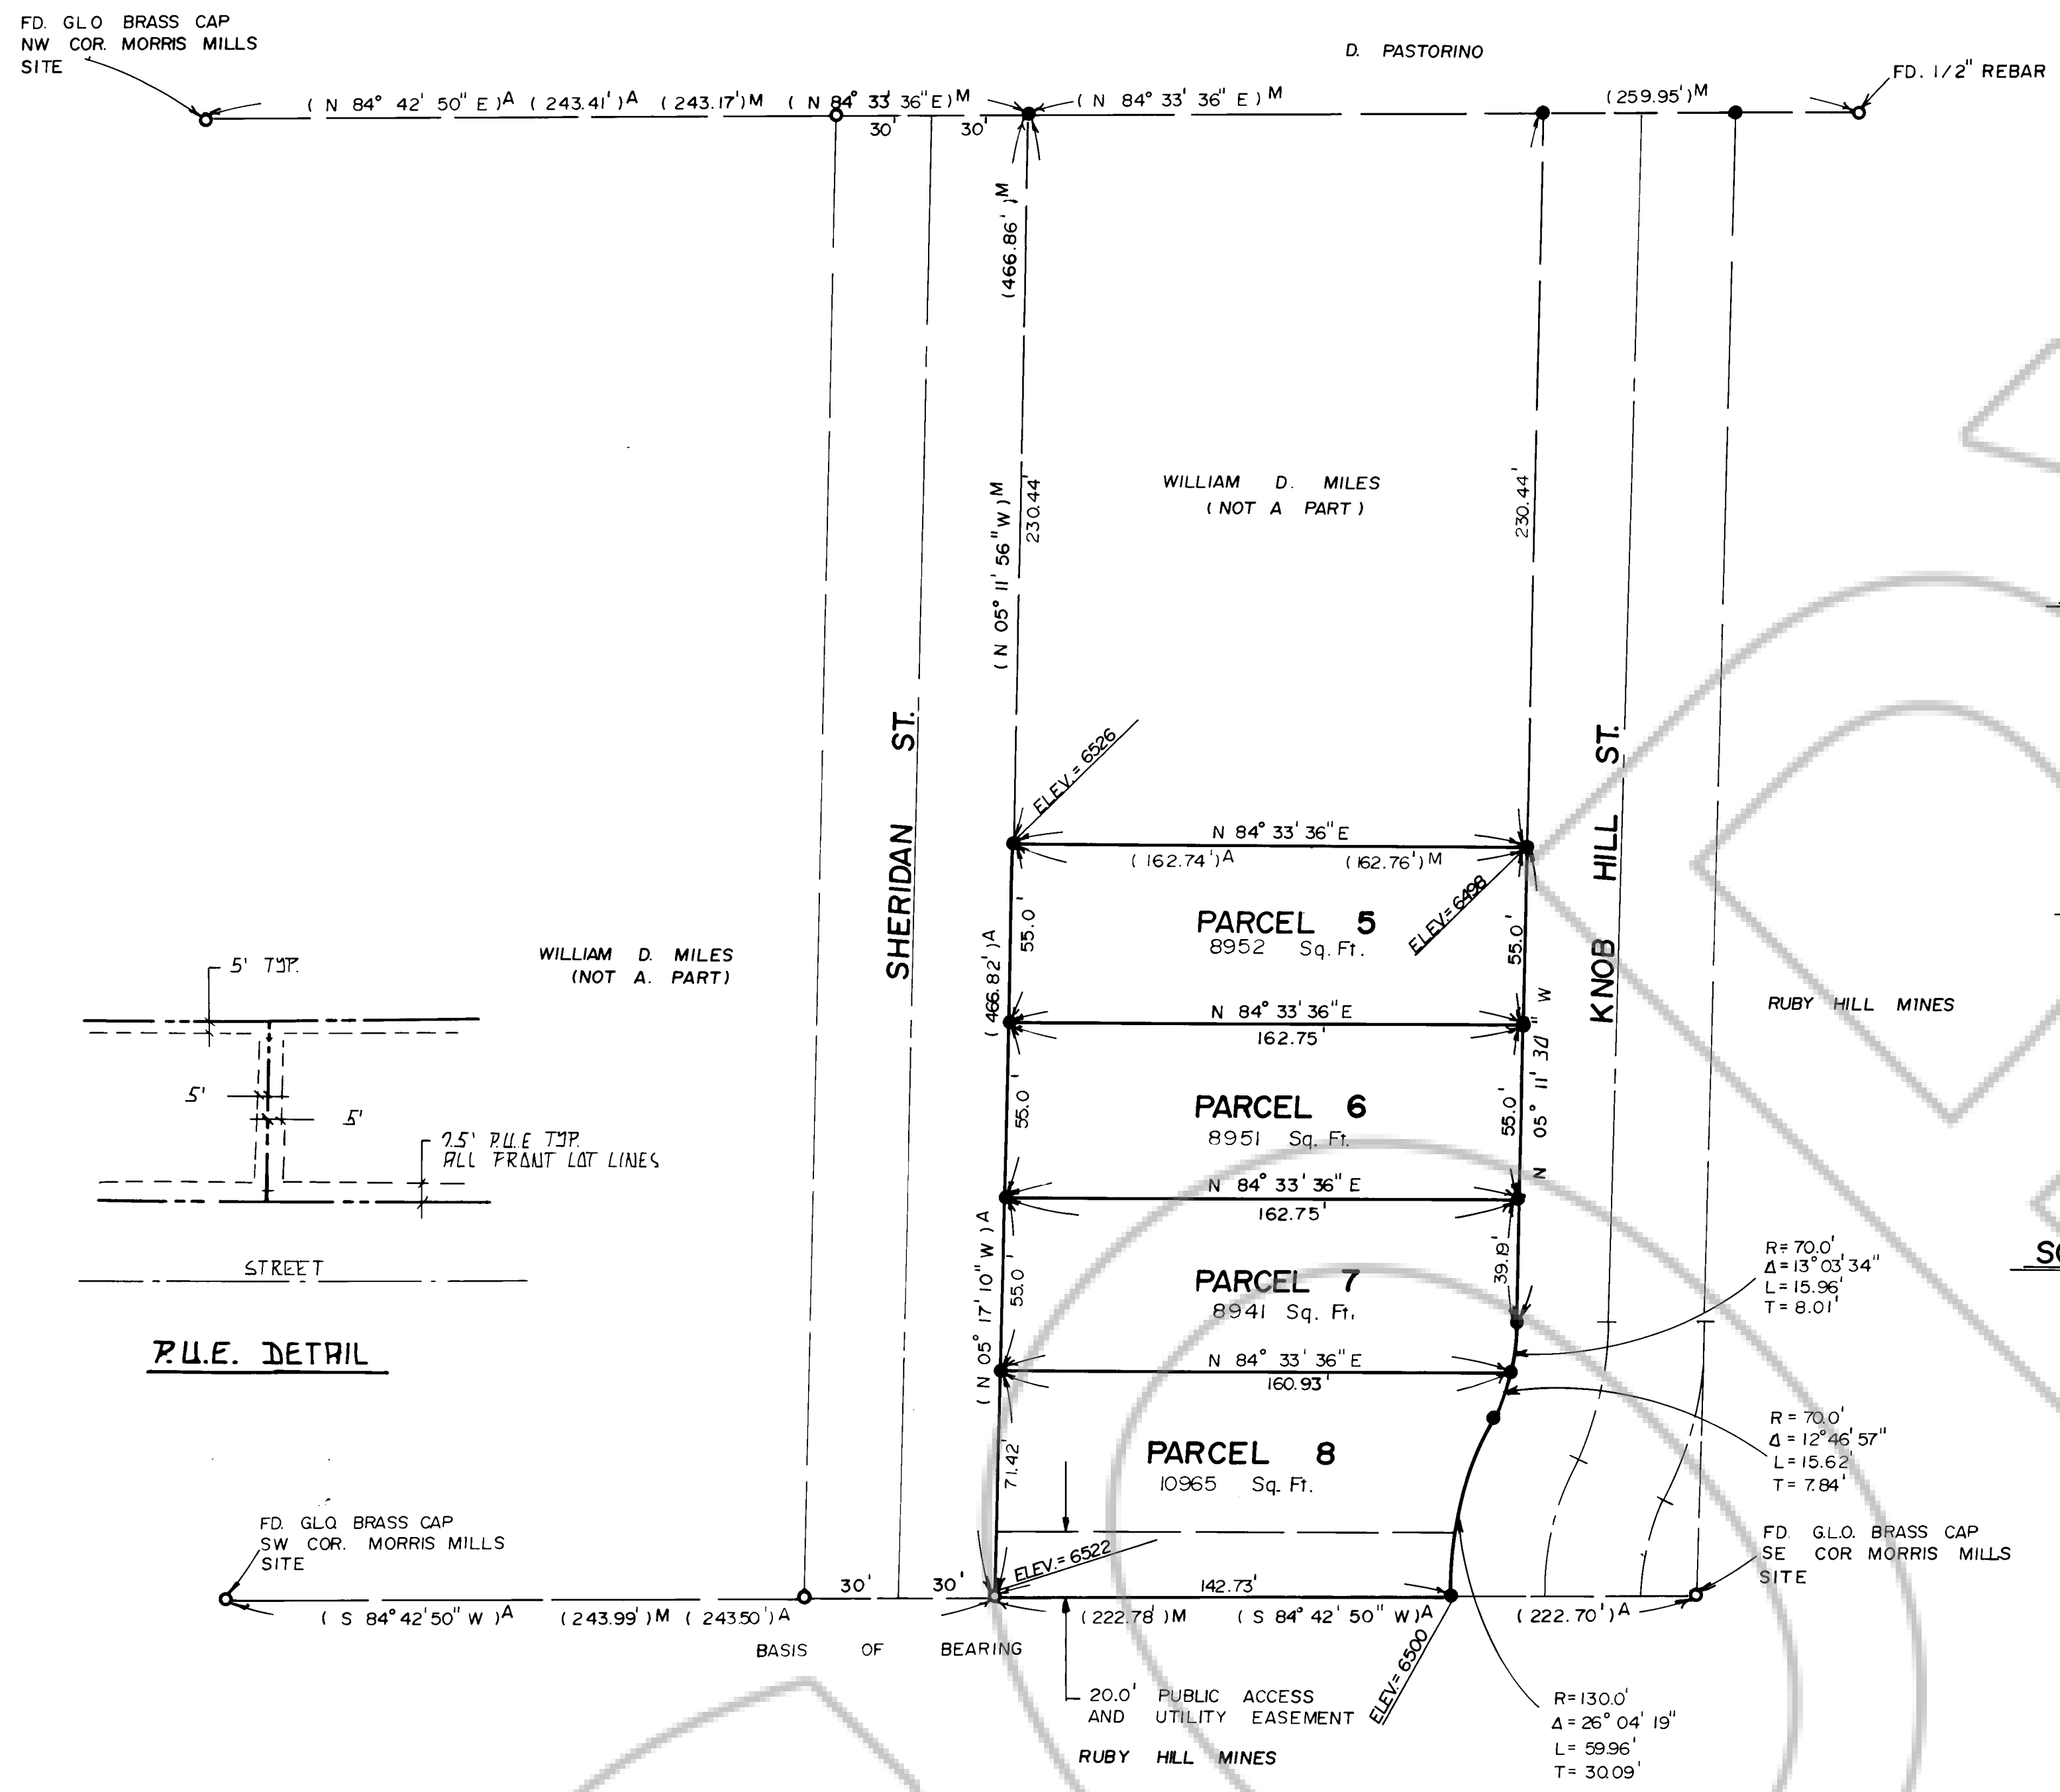 FD. GLO BRASS CAP
NW COR. MORRIS MILLS
SITE
D. PASTORINO
FD. 1/2" REBAR
( N 84° 42' 50" E )A ( 243.41' )A (243.17')M ( N 84° 33' 36"E )M
( N 84° 33' 36" E ) M
(259.95')M
30' 30'
(466.86' )M
(N 05° 11' 56"W)M
230.44'
WILLIAM D. MILES
( NOT A PART )
230.44'
SHERIDAN ST.
KNOB HILL ST.
ELEV.= 6526
N 84° 33' 36" E
( 162.74' )A (162.76' )M
ELEV.= 6498
55.0'
PARCEL 5
8952 Sq. Ft.
55.0'
( 466.82' )A
WILLIAM D. MILES
(NOT A. PART)
RUBY HILL MINES
5' TYP.
5'
5'
7.5' P.U.E TYP.
ALL FRONT LOT LINES
STREET
P.U.E. DETAIL
N 84° 33' 36" E
162.75'
55.0'
PARCEL 6
8951 Sq. Ft.
55.0'
N 05° 11' 30" W
N 84° 33' 36" E
162.75'
( N 05° 17' 10" W ) A
55.0'
PARCEL 7
8941 Sq. Ft.
39.19'
R= 70.0'
Δ = 13° 03' 34"
L = 15.96'
T = 8.01'
SC
N 84° 33' 36" E
160.93'
71.42'
PARCEL 8
10965 Sq. Ft.
R = 70.0'
Δ = 12° 46' 57"
L = 15.62'
T = 7.84'
FD. GLO BRASS CAP
SW COR. MORRIS MILLS
SITE
ELEV.= 6522
FD. G.L.O. BRASS CAP
SE COR MORRIS MILLS
SITE
30' 30'
142.73'
( S 84° 42' 50" W )A (243.99' )M ( 243.50' )A
(222.78' )M ( S 84° 42' 50" W )A
(222.70' )A
BASIS OF BEARING
ELEV.= 6500
20.0' PUBLIC ACCESS
AND UTILITY EASEMENT
RUBY HILL MINES
R= 130.0'
Δ = 26° 04' 19"
L = 59.96'
T = 30.09'